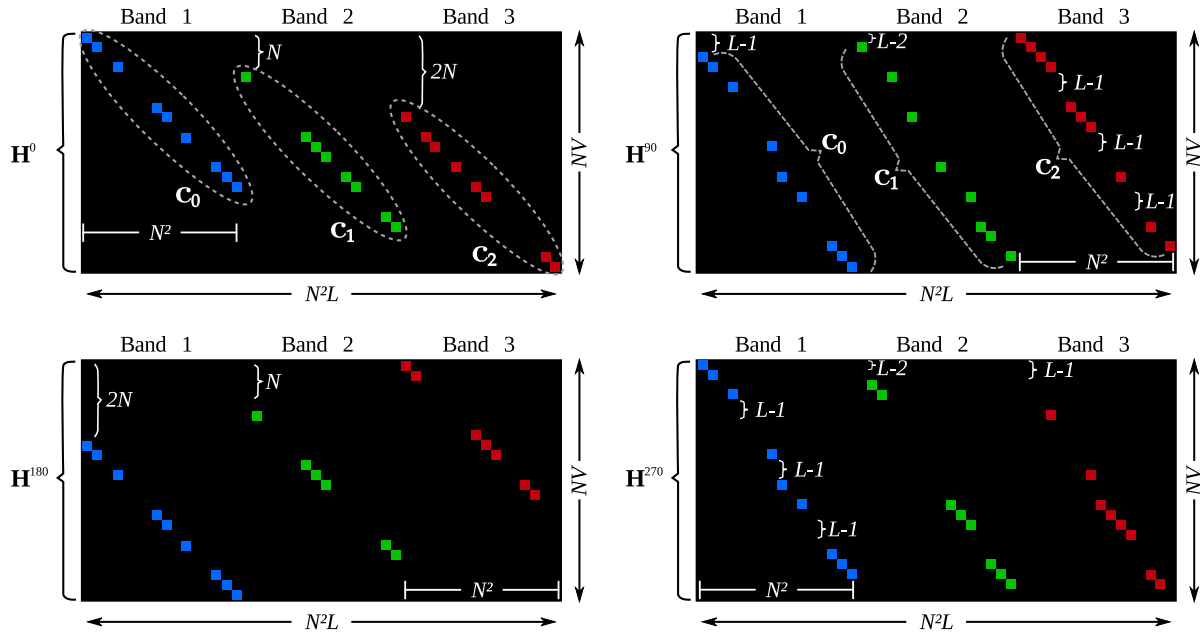 Band 1 Band 2 Band 3
N
2N
H⁰
C₀
C₁
C₂
N²
NV
N²L
Band 1 Band 2 Band 3
L-1
L-2
L-1
L-1
L-1
H⁹⁰
C₀
C₁
C₂
N²
NV
N²L
Band 1 Band 2 Band 3
2N
N
H¹⁸⁰
N²
NV
N²L
Band 1 Band 2 Band 3
L-2
L-1
L-1
L-1
L-1
H²⁷⁰
N²
NV
N²L